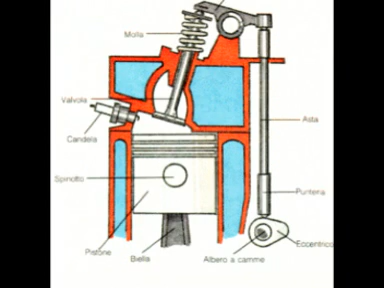 Molla
Valvola
Candela
Asta
Spinotto
Punteria
Pistone
Biella
Albero a camme
Eccentrico